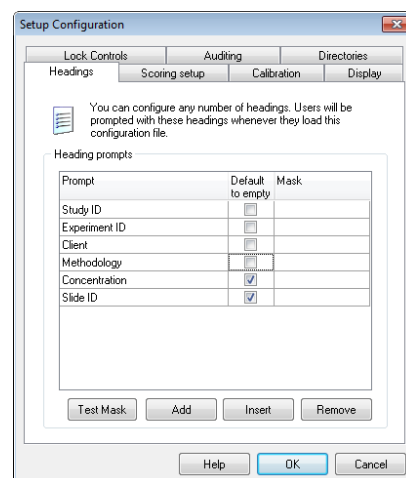 Setup Configuration
Lock Controls Auditing Directories
Headings Scoring setup Calibration Display
You can configure any number of headings. Users will
be prompted with these headings whenever they load this
configuration file.
Heading prompts
Prompt Default to empty Mask
Study ID
Experiment ID
Client
Methodology
Concentration
Slide ID
Test Mask Add Insert Remove
Help OK Cancel